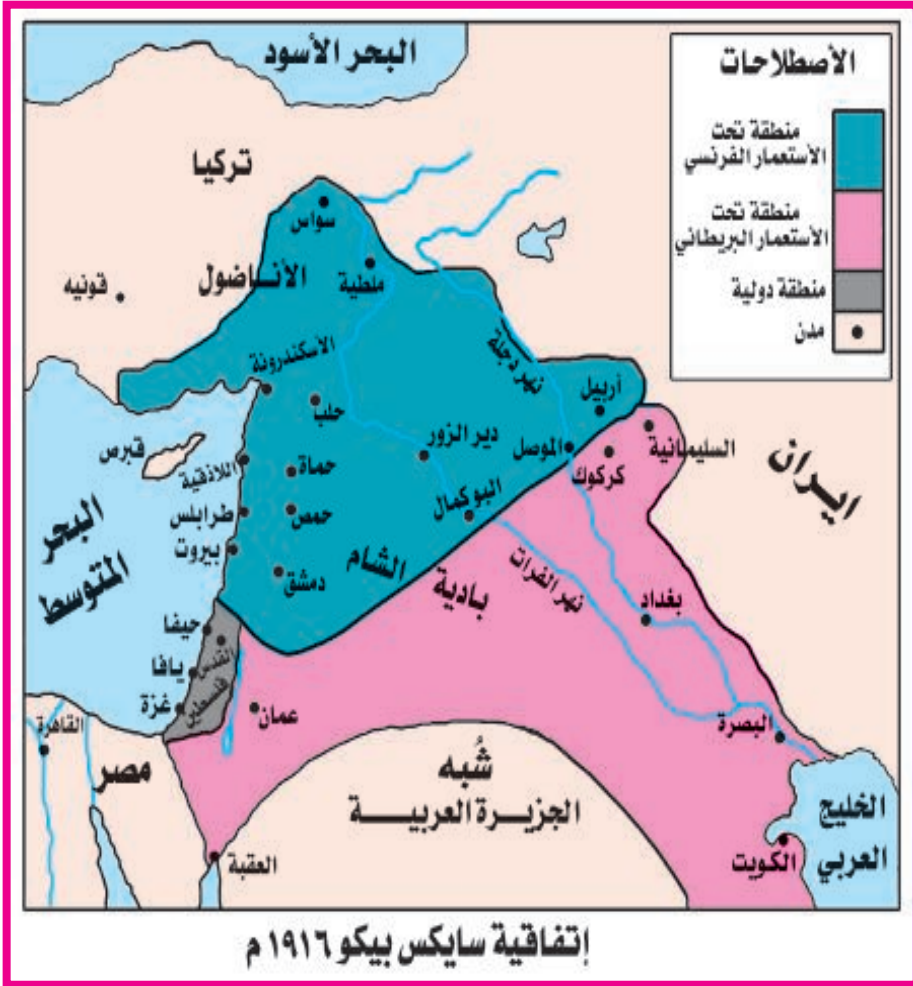 البحر الأسود
الأصطلاحات
منطقة تحت
الأستعمار الفرنسي
منطقة تحت
الأستعمار البريطاني
منطقة دولية
مدن
تركيا
سواس
الأناضول
ملطية
قونيه
نهر دجلة
الأسكندرونة
حلب
أربيل
السليمانية
ايران
قبرص
اللاذقية
حماة
دير الزور
الموصل
كركوك
البحر
المتوسط
طرابلس
حمص
البوكمال
بيروت
دمشق
بادية الشام
نهر الفرات
بغداد
حيفا
القدس
يافا
فلسطين
غزة
عمان
البصرة
القاهرة
مصر
شُبه
الجزيرة العربية
الخليج
العربي
العقبة
الكويت
إتفاقية سايكس بيكو ١٩١٦ م